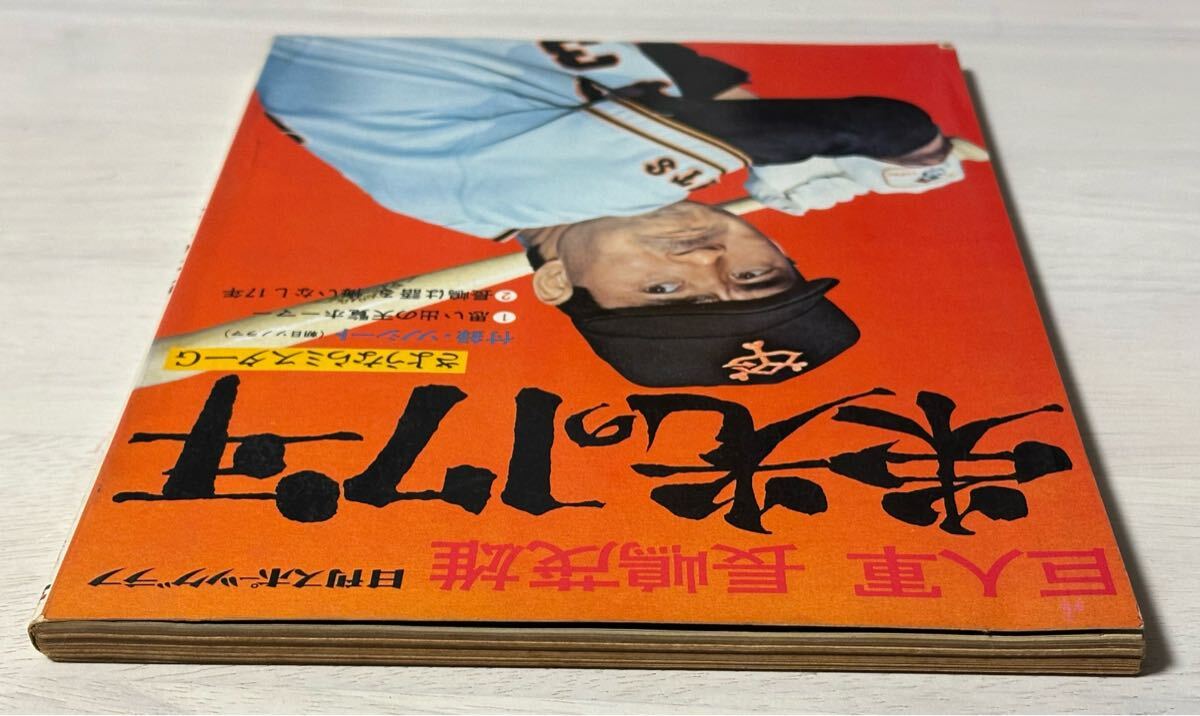 巨人軍 長嶋茂雄 日刊スポーツグラフ
栄光の17年
さようならミスターG
付録・ソノシート（朝日ソノラマ）
①思い出の天覧ホーマー
②長嶋は語る・悔いなし17年
TS
3